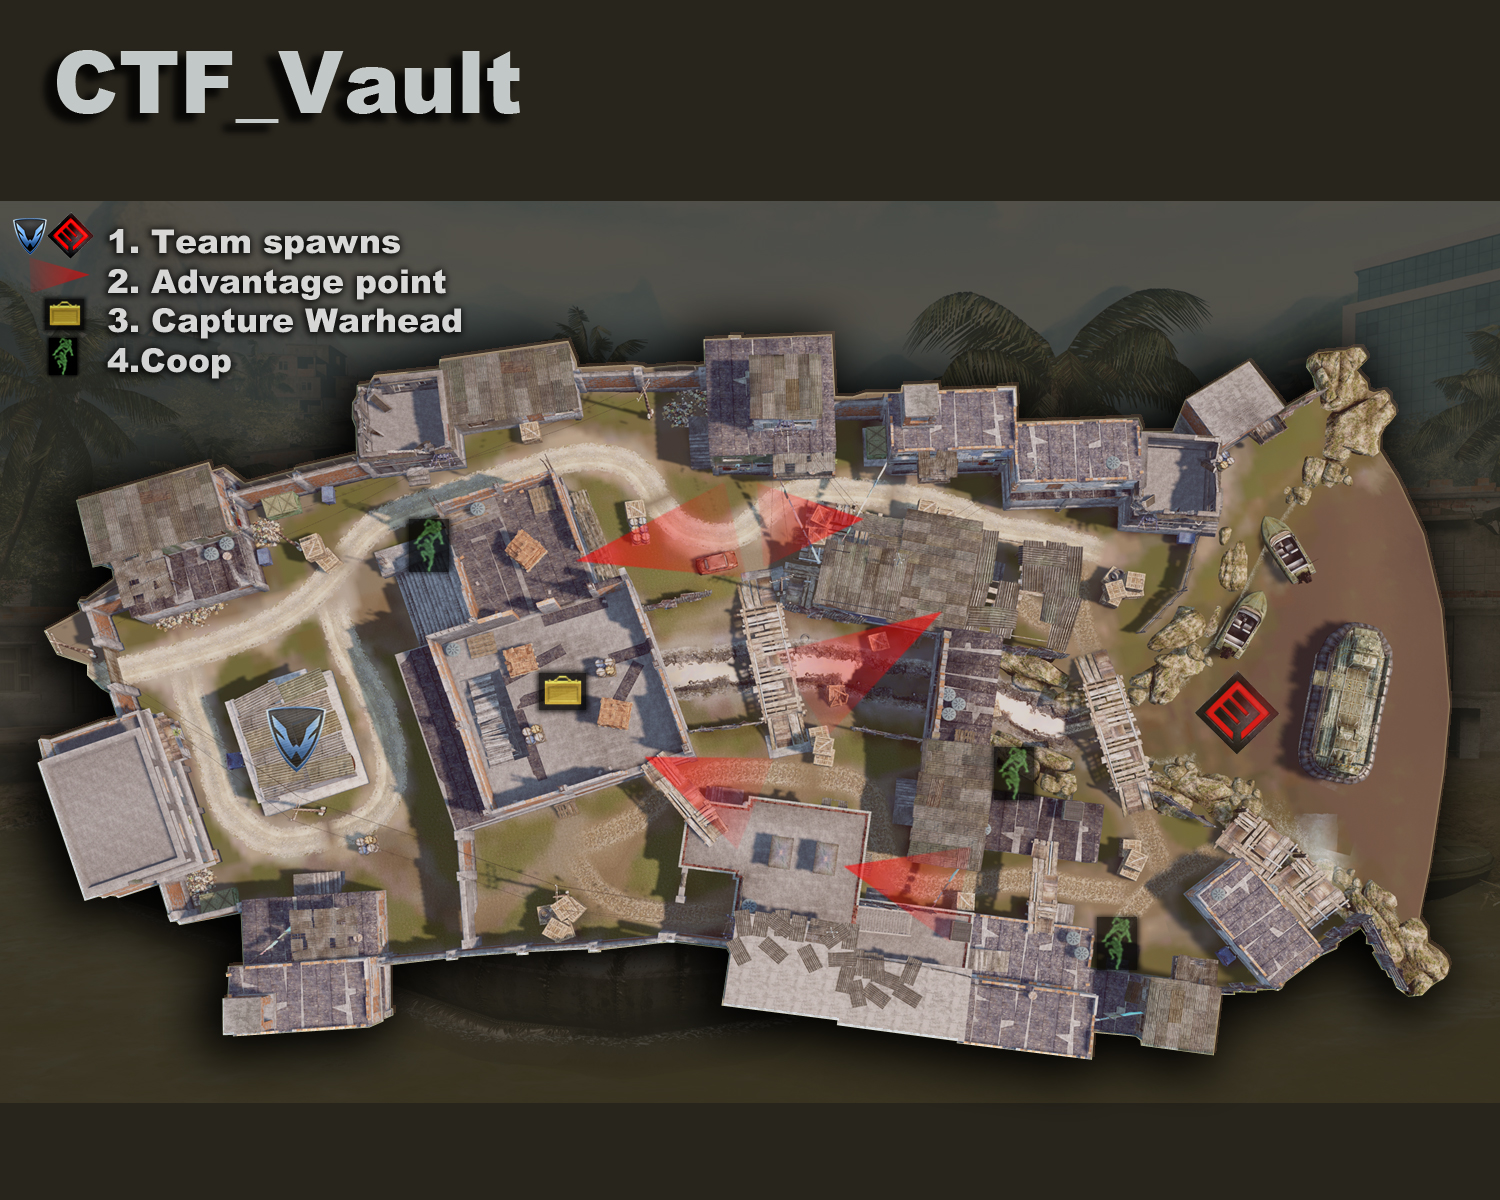 CTF_Vault
1. Team spawns
2. Advantage point
3. Capture Warhead
4.Coop